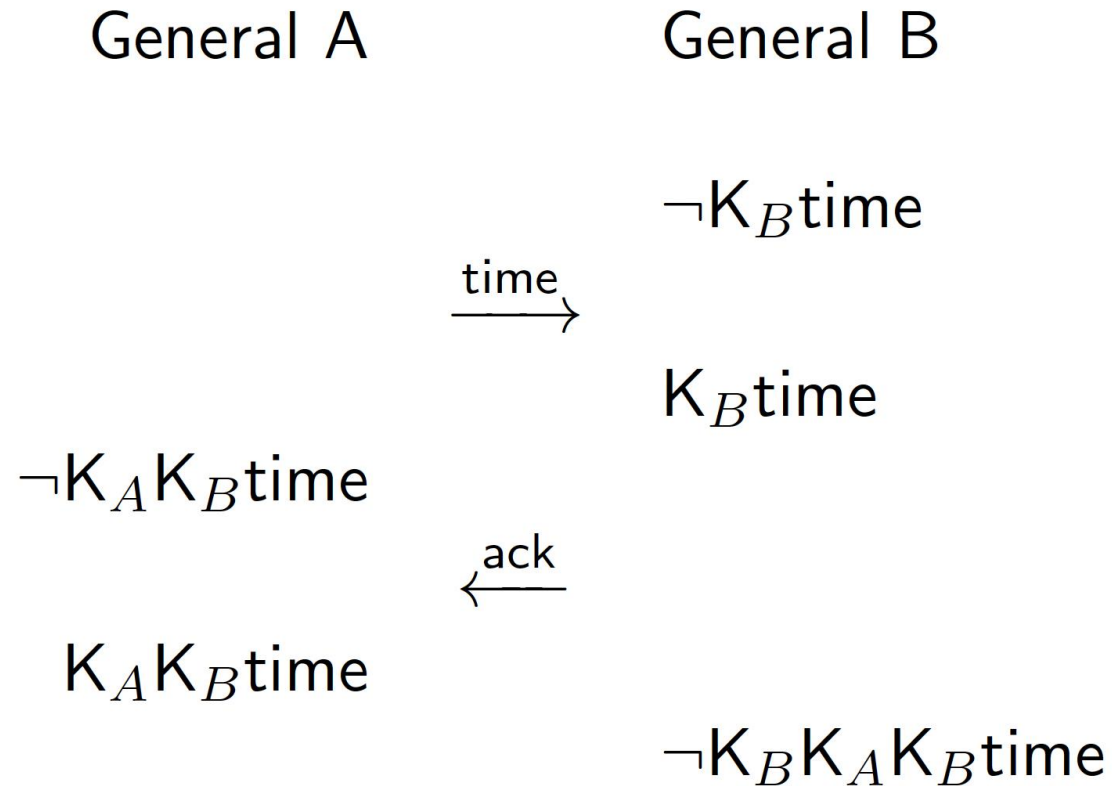 General A General B
¬K_B time
time
K_B time
¬K_A K_B time
ack
K_A K_B time
¬K_B K_A K_B time